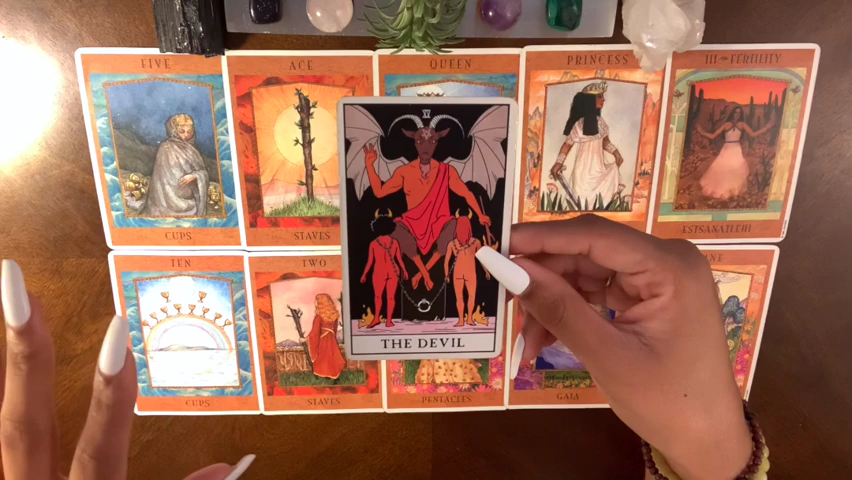 FIVE
CUPS
ACE
STAVES
QUEEN
PRINCESS
III FERTILITY
ESTSANATLEHI
XV
THE DEVIL
TEN
CUPS
TWO
STAVES
PENTACLES
GAIA